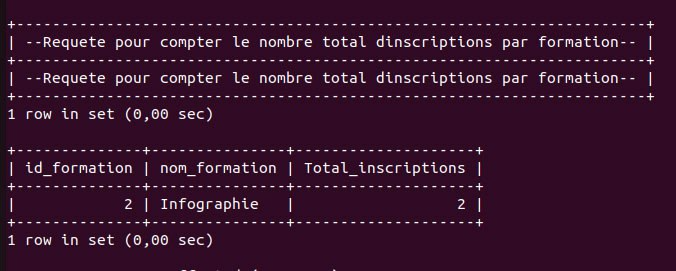 +----------------------------------------------------------------------+
| --Requete pour compter le nombre total dinscriptions par formation-- |
+----------------------------------------------------------------------+
| --Requete pour compter le nombre total dinscriptions par formation-- |
+----------------------------------------------------------------------+
1 row in set (0,00 sec)
+--------------+---------------+--------------------+
| id_formation | nom_formation | Total_inscriptions |
+--------------+---------------+--------------------+
|            2 | Infographie   |                  2 |
+--------------+---------------+--------------------+
1 row in set (0,00 sec)